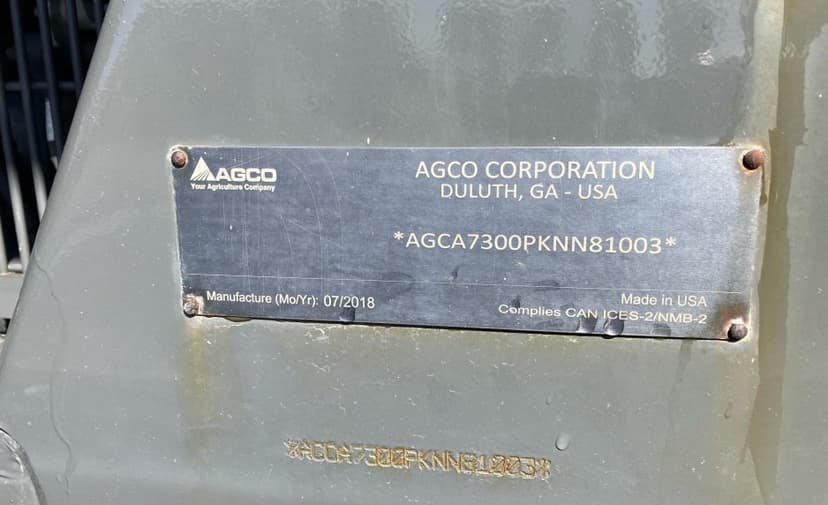 AGCO
Your Agriculture Company
AGCO CORPORATION
DULUTH, GA - USA
*AGCA7300PKNN81003*
Manufacture (Mo/Yr): 07/2018
Made in USA
Complies CAN ICES-2/NMB-2
*AGCA7300PKNN81003*